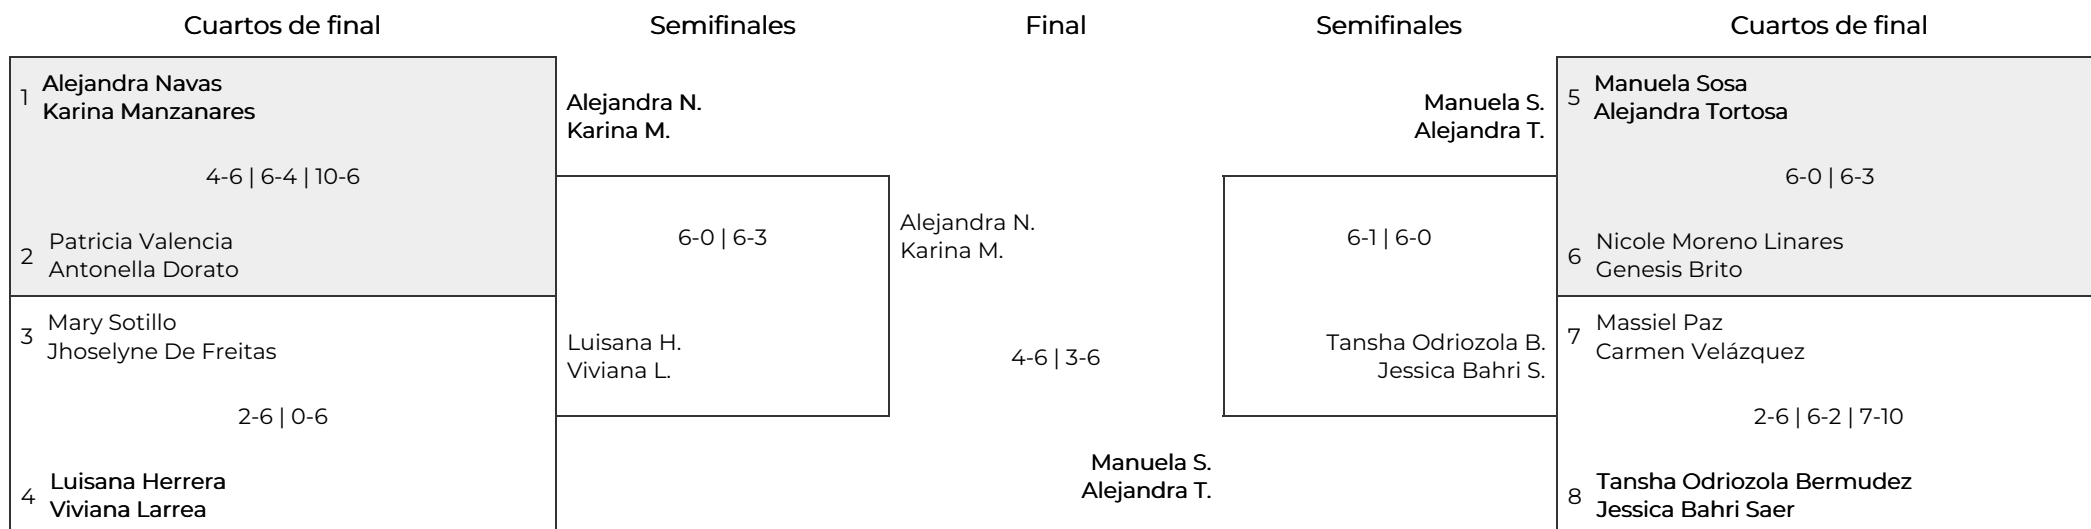 Cuartos de final
Semifinales
Final
Semifinales
Cuartos de final
1
Alejandra Navas
Karina Manzanares
4-6 | 6-4 | 10-6
2
Patricia Valencia
Antonella Dorato
3
Mary Sotillo
Jhoselyne De Freitas
2-6 | 0-6
4
Luisana Herrera
Viviana Larrea
Alejandra N.
Karina M.
6-0 | 6-3
Luisana H.
Viviana L.
Alejandra N.
Karina M.
4-6 | 3-6
Manuela S.
Alejandra T.
Manuela S.
Alejandra T.
6-1 | 6-0
Tansha Odriozola B.
Jessica Bahri S.
5
Manuela Sosa
Alejandra Tortosa
6-0 | 6-3
6
Nicole Moreno Linares
Genesis Brito
7
Massiel Paz
Carmen Velázquez
2-6 | 6-2 | 7-10
8
Tansha Odriozola Bermudez
Jessica Bahri Saer